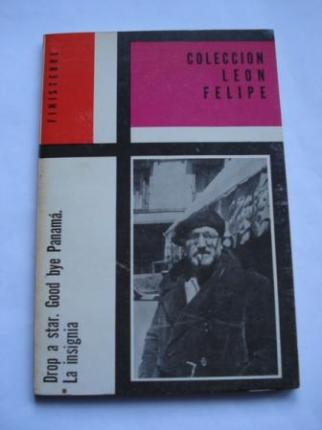 FINISTERRE
COLECCION
LEON
FELIPE
Drop a star. Good bye Panamá.
• La insignia